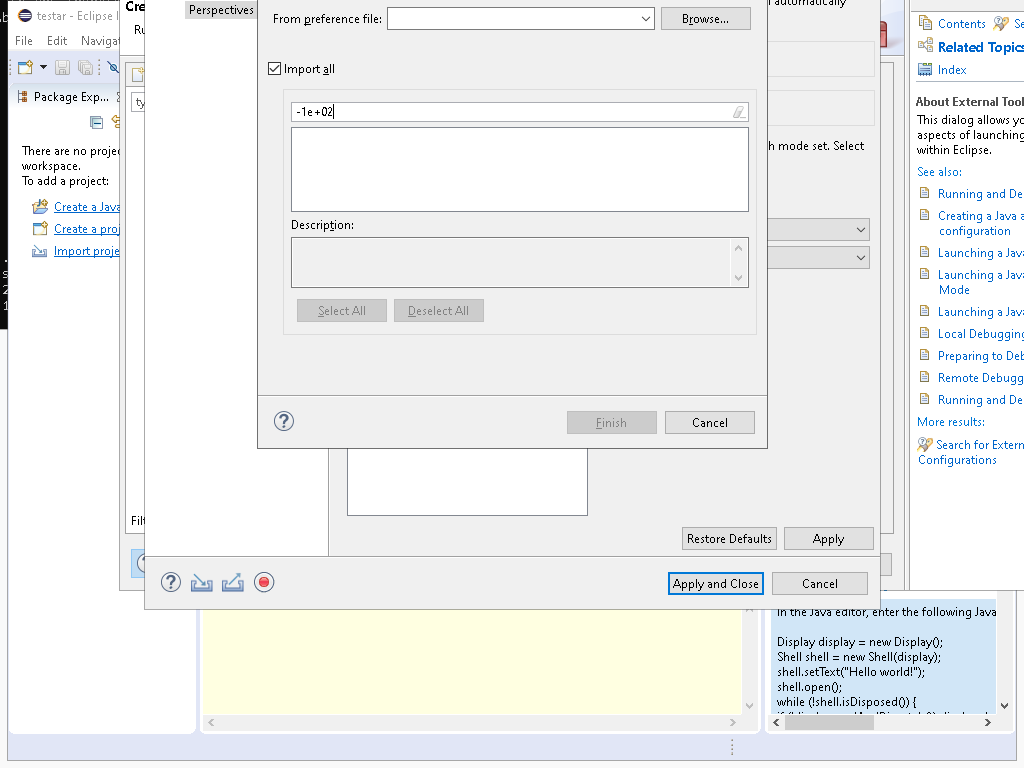 testar - Eclipse I
File Edit Navigat
Package Exp...
There are no proje
workspace.
To add a project:
Create a Java
Create a proj
Import proje
Cre
Ru
ty
Filt
Perspectives
From preference file:
Browse...
Import all
-1e+02
Description:
Select All
Deselect All
Finish
Cancel
automatically
h mode set. Select
Restore Defaults
Apply
Apply and Close
Cancel
Contents
Se
Related Topics
Index
About External Tool
This dialog allows yo
aspects of launching
within Eclipse.
See also:
Running and De
Creating a Java a
configuration
Launching a Java
Launching a Java
Mode
Launching a Java
Local Debugging
Preparing to Deb
Remote Debugg
Running and De
More results:
Search for Extern
Configurations
In the Java editor, enter the following Java
Display display = new Display();
Shell shell = new Shell(display);
shell.setText("Hello world!");
shell.open();
while (!shell.isDisposed()) {